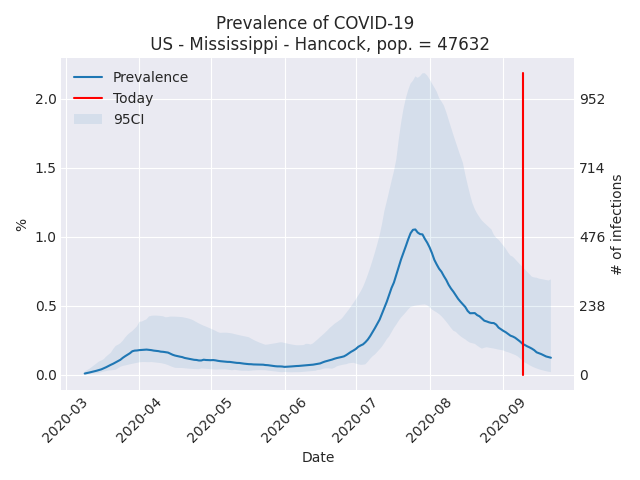 Prevalence of COVID-19
US - Mississippi - Hancock, pop. = 47632
Prevalence
Today
95CI
2.0
1.5
1.0
0.5
0.0
%
952
714
476
238
0
# of infections
2020-03
2020-04
2020-05
2020-06
2020-07
2020-08
2020-09
Date